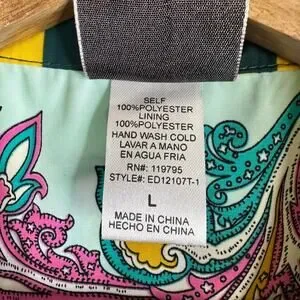 SELF
100%POLYESTER
LINING
100%POLYESTER
HAND WASH COLD
LAVAR A MANO
EN AGUA FRIA
RN#: 119795
STYLE#: ED12107T-1
L
MADE IN CHINA
HECHO EN CHINA